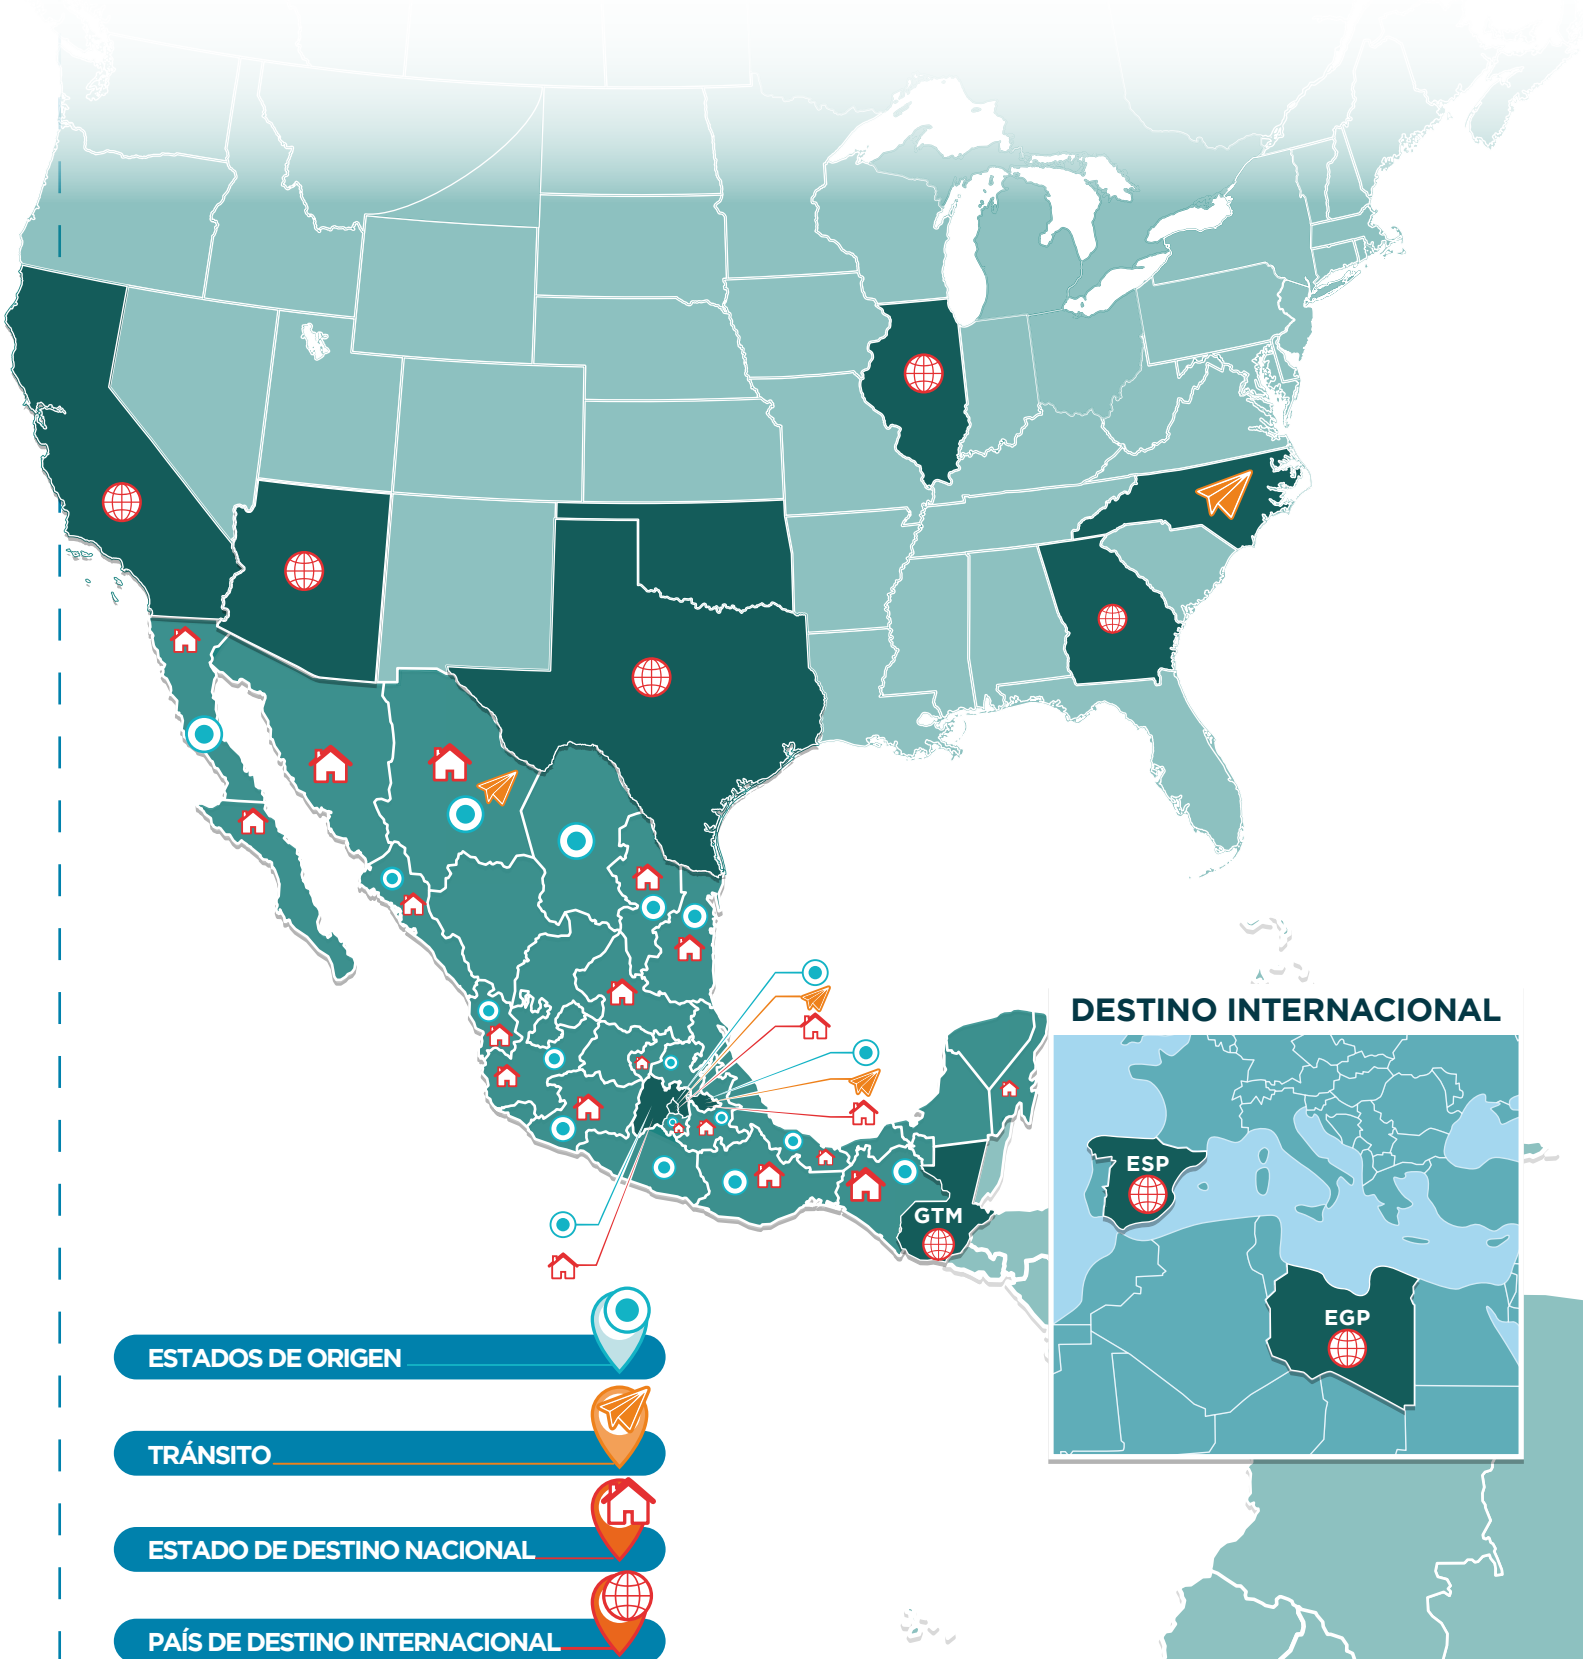 DESTINO INTERNACIONAL
ESP
GTM
EGP
ESTADOS DE ORIGEN
TRÁNSITO
ESTADO DE DESTINO NACIONAL
PAÍS DE DESTINO INTERNACIONAL